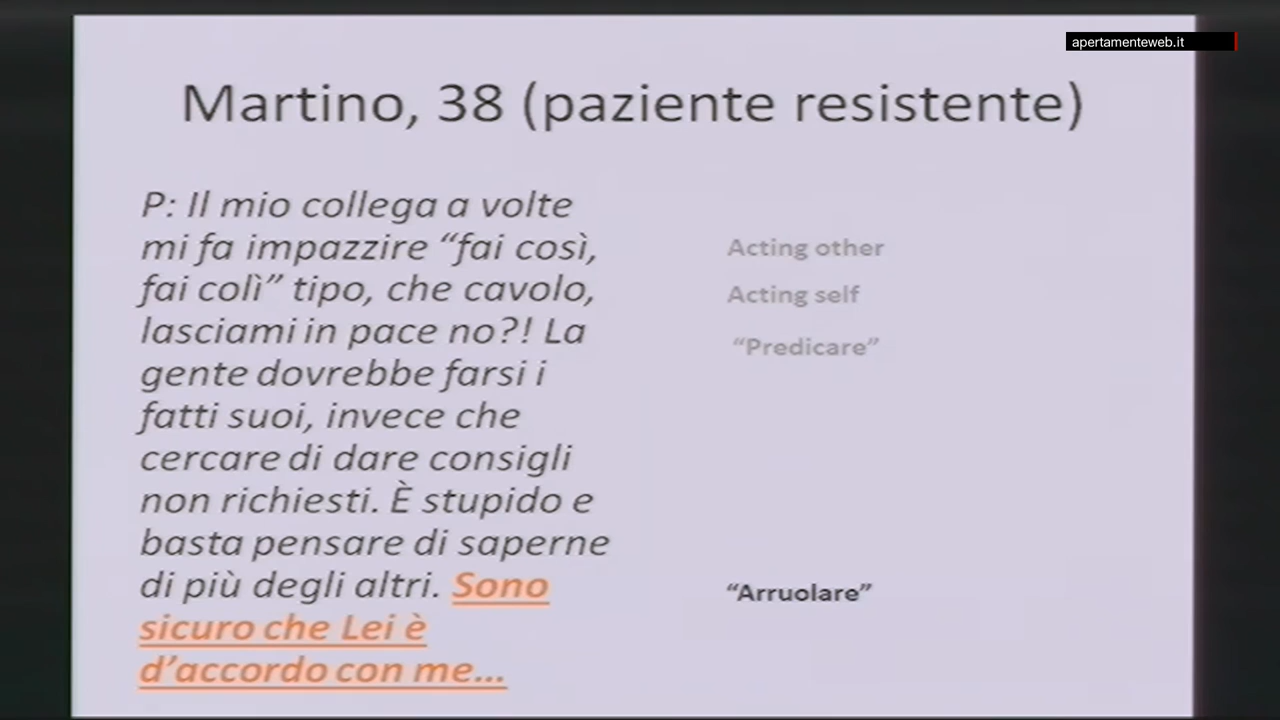 apertamenteweb.it
Martino, 38 (paziente resistente)
P: Il mio collega a volte
mi fa impazzire “fai così,
fai colì” tipo, che cavolo,
lasciami in pace no?! La
gente dovrebbe farsi i
fatti suoi, invece che
cercare di dare consigli
non richiesti. È stupido e
basta pensare di saperne
di più degli altri. Sono
sicuro che Lei è
d’accordo con me...
Acting other
Acting self
“Predicare”
“Arruolare”